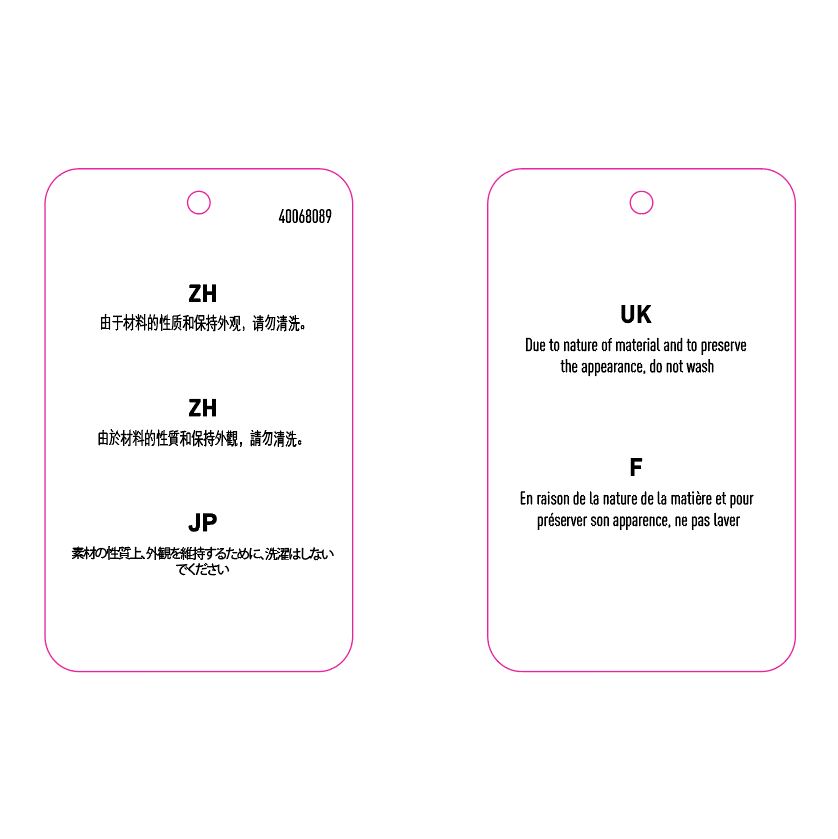 40068089
ZH
由于材料的性质和保持外观，请勿清洗。
ZH
由於材料的性質和保持外觀，請勿清洗。
JP
素材の性質上、外観を維持するために、洗濯はしない
でください
UK
Due to nature of material and to preserve
the appearance, do not wash
F
En raison de la nature de la matière et pour
préserver son apparence, ne pas laver